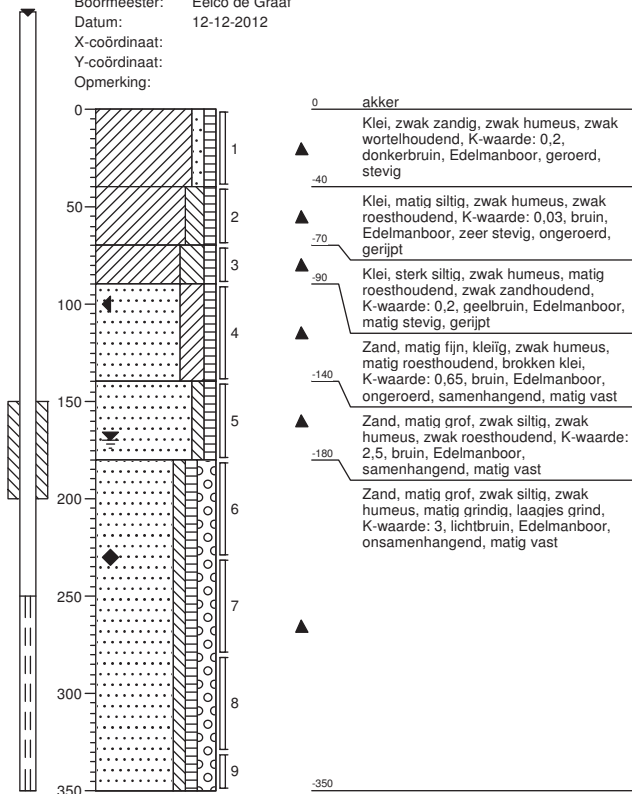 Boormeester: Eelco de Graaf
Datum: 12-12-2012
X-coördinaat:
Y-coördinaat:
Opmerking:
0
50
100
150
200
250
300
350
1
2
3
4
5
6
7
8
9
0 akker
Klei, zwak zandig, zwak humeus, zwak
wortelhoudend, K-waarde: 0,2,
donkerbruin, Edelmanboor, geroerd,
stevig
-40
Klei, matig siltig, zwak humeus, zwak
roesthoudend, K-waarde: 0,03, bruin,
Edelmanboor, zeer stevig, ongeroerd,
gerijpt
-70
Klei, sterk siltig, zwak humeus, matig
roesthoudend, zwak zandhoudend,
K-waarde: 0,2, geelbruin, Edelmanboor,
matig stevig, gerijpt
-90
Zand, matig fijn, kleiïg, zwak humeus,
matig roesthoudend, brokken klei,
K-waarde: 0,65, bruin, Edelmanboor,
ongeroerd, samenhangend, matig vast
-140
Zand, matig grof, zwak siltig, zwak
humeus, zwak roesthoudend, K-waarde:
2,5, bruin, Edelmanboor,
samenhangend, matig vast
-180
Zand, matig grof, zwak siltig, zwak
humeus, matig grindig, laagjes grind,
K-waarde: 3, lichtbruin, Edelmanboor,
onsamenhangend, matig vast
-350